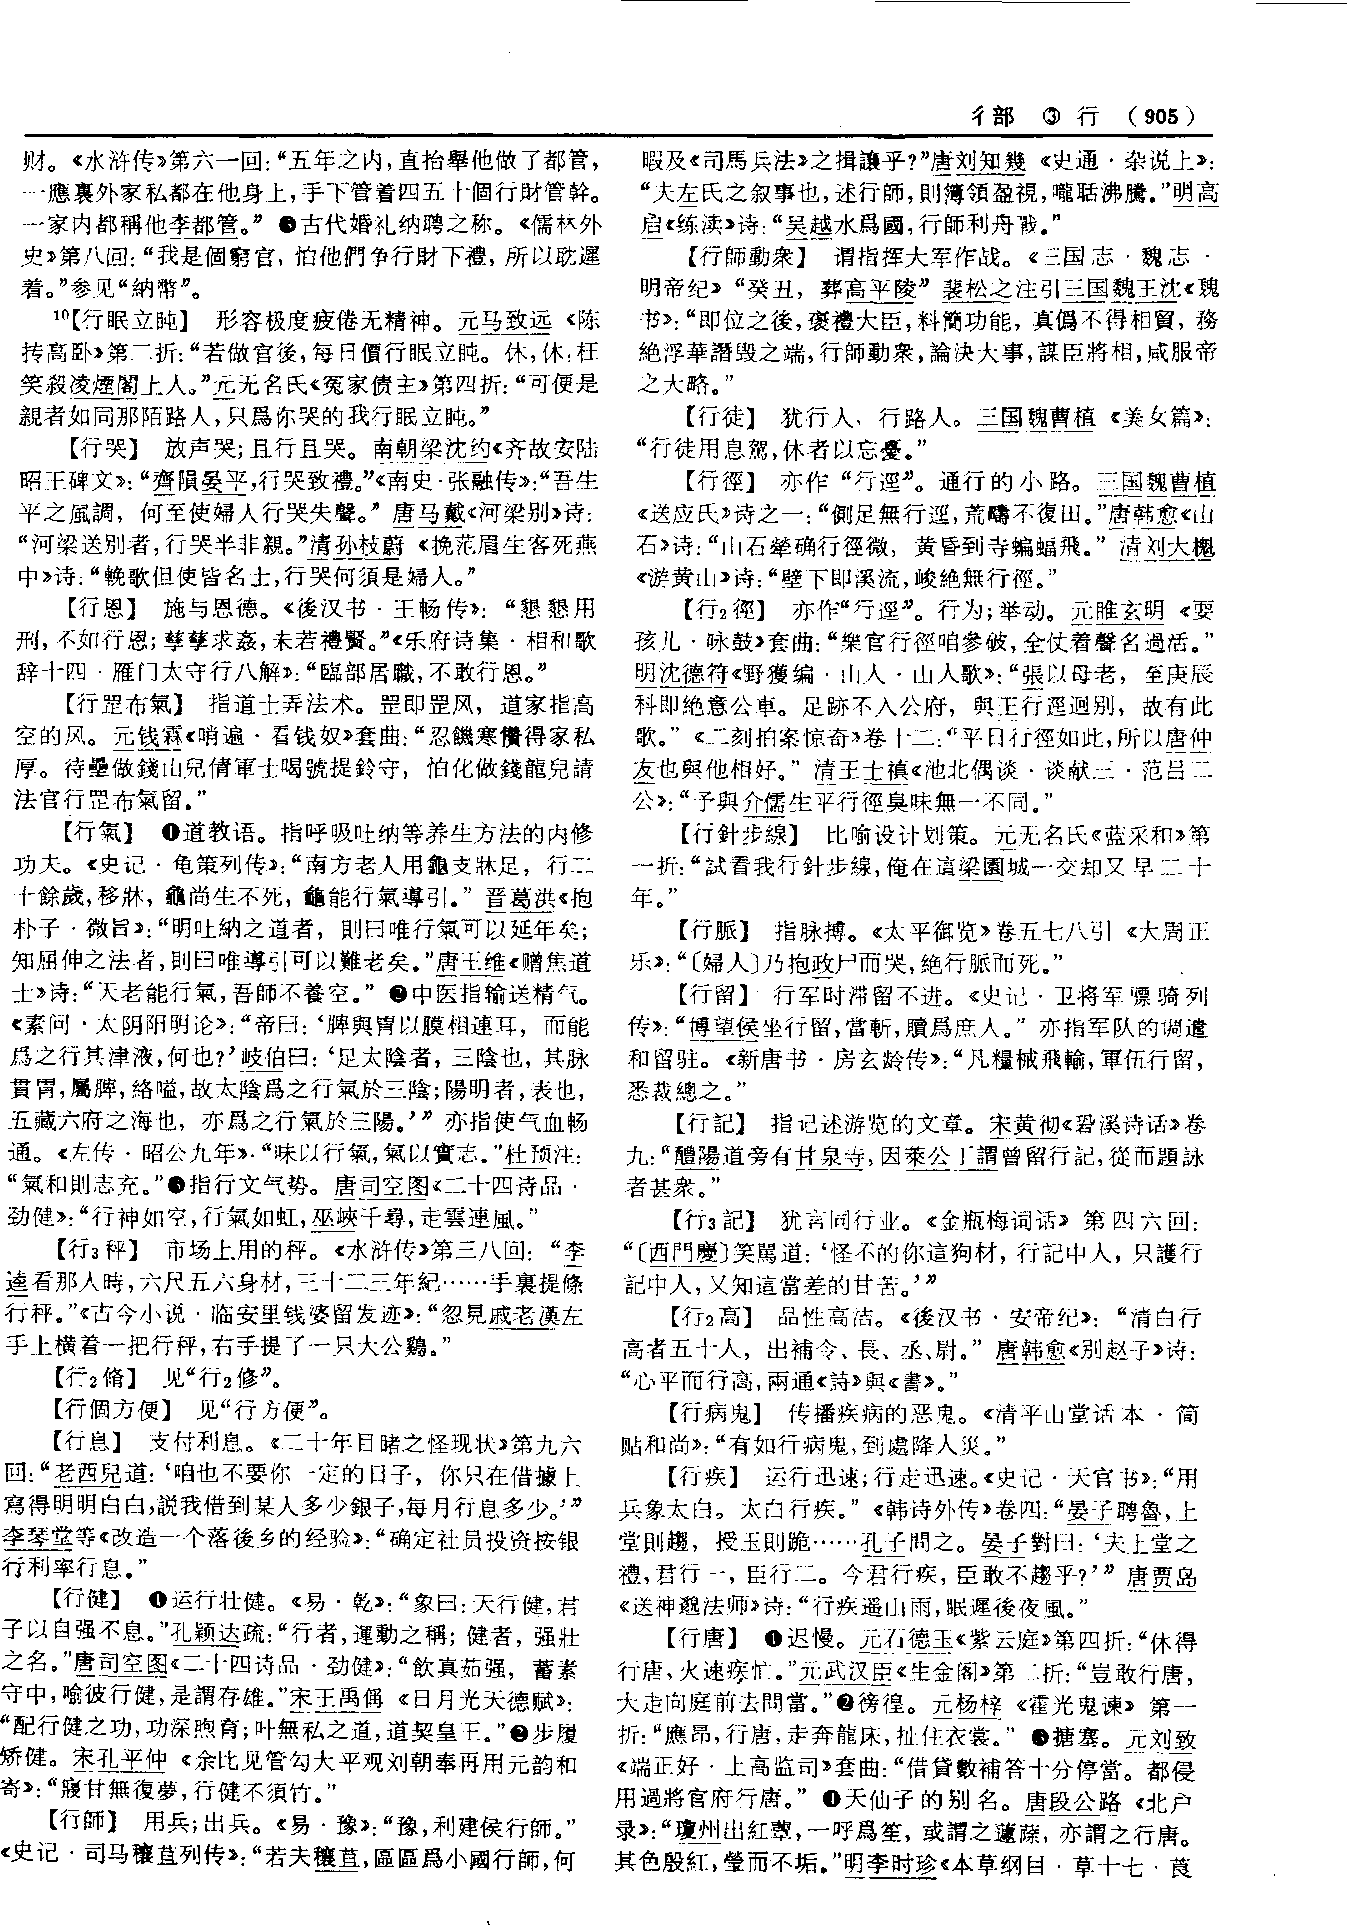 彳部 ③ 行 （905）
财。《水浒传》第六一回：“五年之内，直抬舉他做了都管，
一應裏外家私都在他身上，手下管着四五十個行財管幹。
一家内都稱他李都管。” ❸古代婚礼纳聘之称。《儒林外
史》第八回：“我是個窮官，怕他們争行財下禮，所以耽遲
着。”参见“納幣”。
10【行眠立盹】 形容极度疲倦无精神。元马致远《陈
抟高卧》第二折：“若做官後，每日價行眠立盹。休，休：枉
笑殺凌煙閣上人。”元无名氏《冤家债主》第四折：“可便是
親者如同那陌路人，只爲你哭的我行眠立盹。”
【行哭】 放声哭；且行且哭。南朝梁沈约《齐故安陆
昭王碑文》：“齊隕晏平，行哭致禮。”《南史·张融传》：“吾生
平之風調，何至使婦人行哭失聲。” 唐马戴《河梁别》诗：
“河梁送别者，行哭半非親。”清孙枝蔚《挽范眉生客死燕
中》诗：“輓歌但使皆名士，行哭何須是婦人。”
【行恩】 施与恩德。《後汉书·王畅传》：“懇懇用
刑，不如行恩；孳孳求姦，未若禮賢。”《乐府诗集·相和歌
辞十四·雁门太守行八解》：“臨部居職，不敢行恩。”
【行罡布氣】 指道士弄法术。罡即罡风，道家指高
空的风。元钱霖《哨遍·看钱奴》套曲：“忍饑寒儹得家私
厚。待壘做錢山兒倩軍士喝號提鈴守，怕化做錢龍兒請
法官行罡布氣留。”
【行氣】 ❶道教语。指呼吸吐纳等养生方法的内修
功夫。《史记·龟策列传》：“南方老人用龜支牀足，行二
十餘歲，移牀，龜尚生不死，龜能行氣導引。” 晋葛洪《抱
朴子·微旨》：“明吐納之道者，則曰唯行氣可以延年矣；
知屈伸之法者，則曰唯導引可以難老矣。”唐王维《赠焦道
士》诗：“天老能行氣，吾師不養空。” ❷中医指输送精气。
《素问·太阴阳明论》：“帝曰：‘脾與胃以膜相連耳，而能
爲之行其津液，何也？’岐伯曰：‘足太陰者，三陰也，其脉
貫胃，屬脾，絡嗌，故太陰爲之行氣於三陰；陽明者，表也，
五藏六府之海也，亦爲之行氣於三陽。’” 亦指使气血畅
通。《左传·昭公九年》：“味以行氣，氣以實志。”杜预注：
“氣和則志充。”❸指行文气势。唐司空图《二十四诗品·
劲健》：“行神如空，行氣如虹，巫峽千尋，走雲連風。”
【行3秤】 市场上用的秤。《水浒传》第三八回：“李
逵看那人時，六尺五六身材，三十二三年紀……手裏提條
行秤。”《古今小说·临安里钱婆留发迹》：“忽見戚老漢左
手上横着一把行秤，右手提了一只大公鷄。”
【行2脩】 见“行2修”。
【行個方便】 见“行方便”。
【行息】 支付利息。《二十年目睹之怪现状》第九六
回：“老西兒道：‘咱也不要你一定的日子，你只在借據上
寫得明明白白，説我借到某人多少銀子，每月行息多少。’”
李琴堂等《改造一个落後乡的经验》：“确定社员投资按银
行利率行息。”
【行健】 ❶运行壮健。《易·乾》：“象曰：天行健，君
子以自强不息。”孔颖达疏：“行者，運動之稱；健者，强壯
之名。”唐司空图《二十四诗品·劲健》：“飲真茹强，蓄素
守中，喻彼行健，是謂存雄。”宋王禹偁《日月光天德赋》：
“配行健之功，功深煦育；叶無私之道，道契皇王。”❷步履
矫健。宋孔平仲《余比见管勾大平观刘朝奉再用元韵和
寄》：“寢甘無復夢，行健不須竹。”
【行師】 用兵；出兵。《易·豫》：“豫，利建侯行師。”
《史记·司马穰苴列传》：“若夫穰苴，區區爲小國行師，何
暇及《司馬兵法》之揖讓乎？”唐刘知幾《史通·杂说上》：
“夫左氏之叙事也，述行師，則簿領盈視，嚨聒沸騰。”明高
启《练渎》诗：“吴越水爲國，行師利舟戰。”
【行師動衆】 谓指挥大军作战。《三国志·魏志·
明帝纪》“癸丑，葬高平陵”裴松之注引三国魏王沈《魏
书》：“即位之後，褒禮大臣，料簡功能，真僞不得相貿，務
絶浮華譖毁之端，行師動衆，論決大事，謀臣將相，咸服帝
之大略。”
【行徒】 犹行人、行路人。三国魏曹植《美女篇》：
“行徒用息駕，休者以忘憂。”
【行徑】 亦作“行逕”。通行的小路。三国魏曹植
《送应氏》诗之一：“側足無行逕，荒疇不復田。”唐韩愈《山
石》诗：“山石犖确行徑微，黄昏到寺蝙蝠飛。”清刘大櫆
《游黄山》诗：“壁下即溪流，峻絶無行徑。”
【行2徑】 亦作“行逕”。行为；举动。元睢玄明《耍
孩儿·咏鼓》套曲：“樂官行徑咱參破，全仗着聲名過活。”
明沈德符《野獲编·山人·山人歌》：“張以母老，至庚辰
科即絶意公車。足跡不入公府，與王行逕迥别，故有此
歌。”《二刻拍案惊奇》卷十二：“平日行徑如此，所以唐仲
友也與他相好。”清王士禛《池北偶谈·谈献三·范吕二
公》：“予與介儒生平行徑臭味無一不同。”
【行針步線】 比喻设计划策。元无名氏《蓝采和》第
一折：“試看我行針步線，俺在這梁園城一交却又早二十
年。”
【行脈】 指脉搏。《太平御览》卷五七八引《大周正
乐》：“〔婦人〕乃抱政尸而哭，絶行脈而死。”
【行留】 行军时滞留不进。《史记·卫将军骠骑列
传》：“博望侯坐行留，當斬，贖爲庶人。” 亦指军队的调遣
和留驻。《新唐书·房玄龄传》：“凡糧械飛輸，軍伍行留，
悉裁總之。”
【行記】 指记述游览的文章。宋黄彻《䂬溪诗话》卷
九：“醴陽道旁有甘泉寺，因萊公丁謂曾留行記，從而題詠
者甚衆。”
【行3記】 犹言同行业。《金瓶梅词话》第四六回：
“〔西門慶〕笑駡道：‘怪不的你這狗材，行記中人，只護行
記中人，又知這當差的甘苦。’”
【行2高】 品性高洁。《後汉书·安帝纪》：“清白行
高者五十人，出補令、長、丞、尉。” 唐韩愈《别赵子》诗：
“心平而行高，兩通《詩》與《書》。”
【行病鬼】 传播疾病的恶鬼。《清平山堂话本·简
贴和尚》：“有如行病鬼，到處降人災。”
【行疾】 运行迅速；行走迅速。《史记·天官书》：“用
兵象太白。太白行疾。”《韩诗外传》卷四：“晏子聘魯，上
堂則趨，授玉則跪……孔子問之。晏子對曰：‘夫上堂之
禮，君行一，臣行二。今君行疾，臣敢不趨乎？’” 唐贾岛
《送神邈法师》诗：“行疾遥山雨，眠遲後夜風。”
【行唐】 ❶迟慢。元石德玉《紫云庭》第四折：“休得
行唐，火速疾忙。”元武汉臣《生金阁》第二折：“豈敢行唐，
大走向庭前去問當。”❷傍徨。元杨梓《霍光鬼谏》第一
折：“應昂，行唐，走奔龍床，扯住衣裳。” ❸搪塞。元刘致
《端正好·上高监司》套曲：“借貸數補答十分停當。都侵
用過將官府行唐。” ❹天仙子的别名。唐段公路《北户
录》：“瓊州出紅䕯，一呼爲笙，或謂之蘧蒢，亦謂之行唐。
其色殷紅，瑩而不垢。”明李时珍《本草纲目·草十七·莨